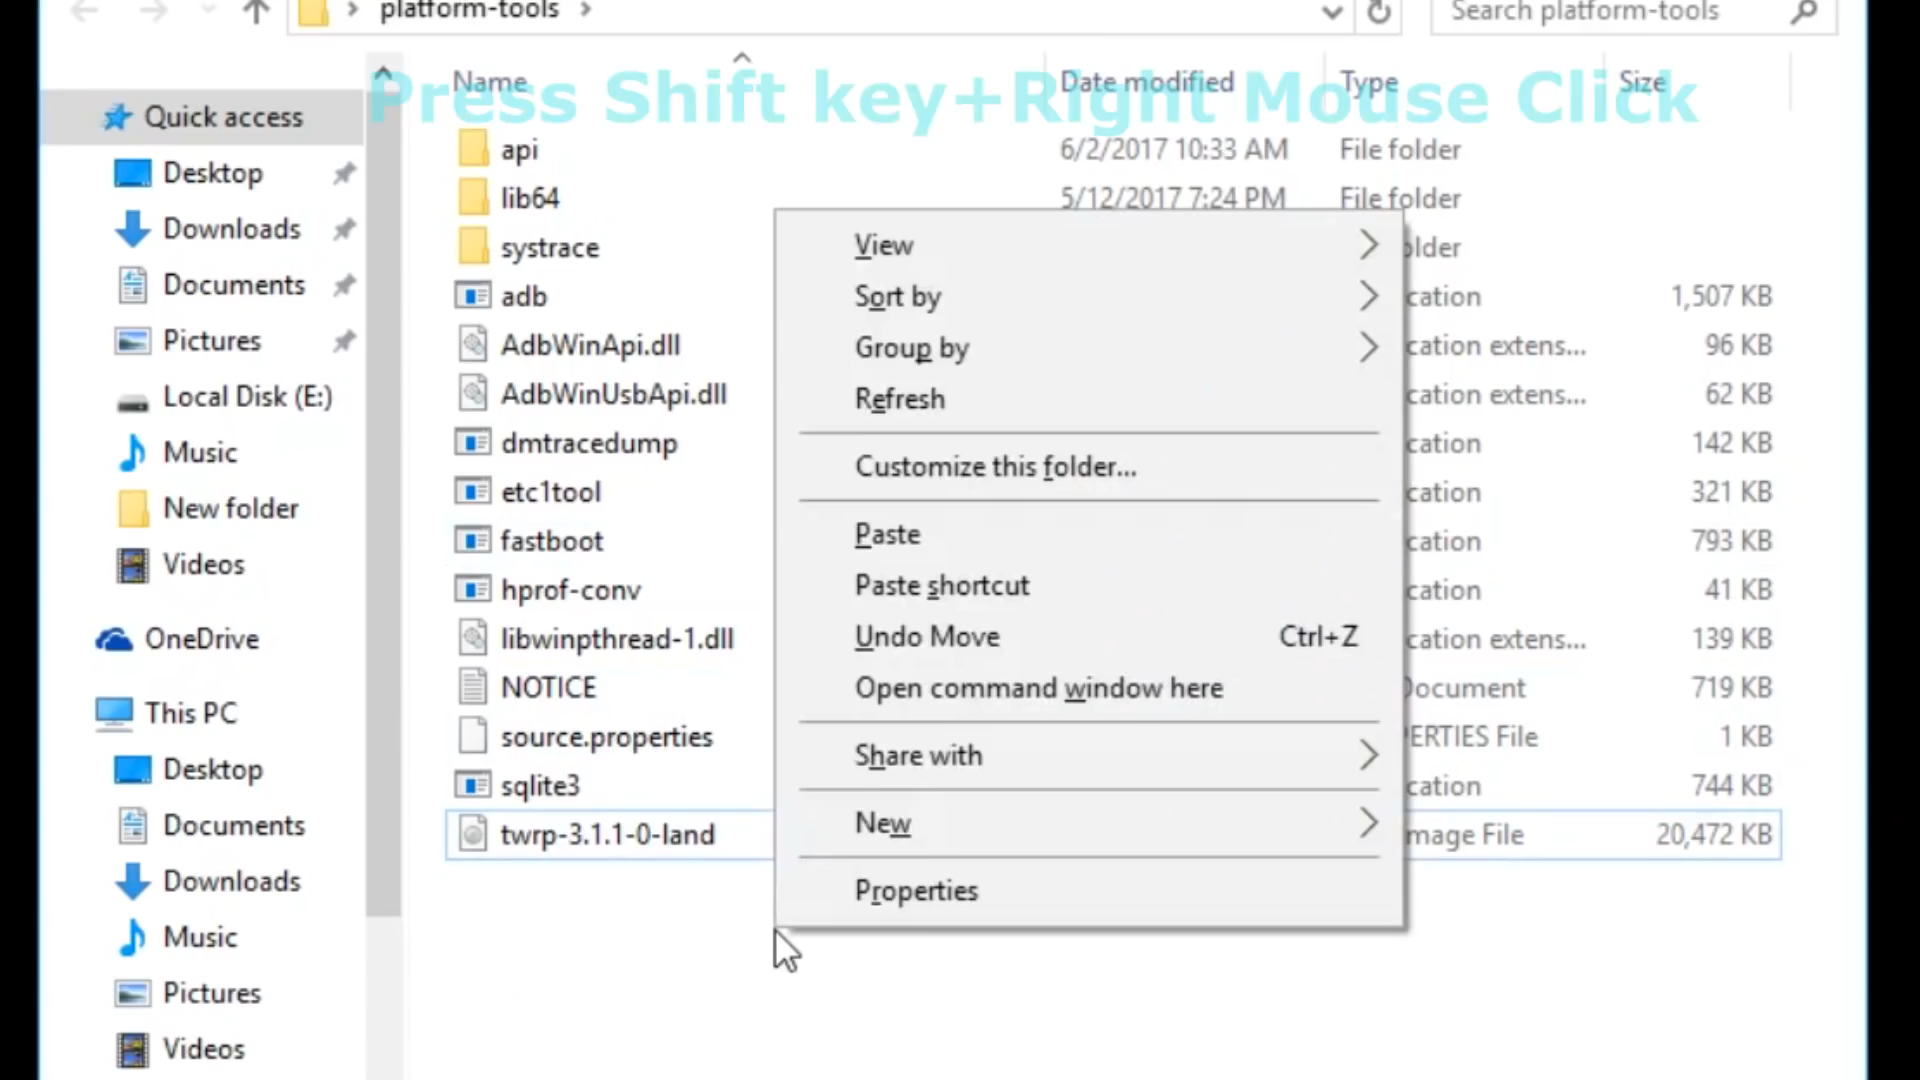 platform-tools
Search platform-tools
Press Shift key+Right Mouse Click
Name Date modified Type Size
Quick access
Desktop
Downloads
Documents
Pictures
Local Disk (E:)
Music
New folder
Videos
OneDrive
This PC
Desktop
Documents
Downloads
Music
Pictures
Videos
api 6/2/2017 10:33 AM File folder
lib64 5/12/2017 7:24 PM File folder
systrace older
adb cation 1,507 KB
AdbWinApi.dll cation extens... 96 KB
AdbWinUsbApi.dll cation extens... 62 KB
dmtracedump cation 142 KB
etc1tool cation 321 KB
fastboot cation 793 KB
hprof-conv cation 41 KB
libwinpthread-1.dll cation extens... 139 KB
NOTICE Document 719 KB
source.properties ERTIES File 1 KB
sqlite3 cation 744 KB
twrp-3.1.1-0-land mage File 20,472 KB
View
Sort by
Group by
Refresh
Customize this folder...
Paste
Paste shortcut
Undo Move Ctrl+Z
Open command window here
Share with
New
Properties